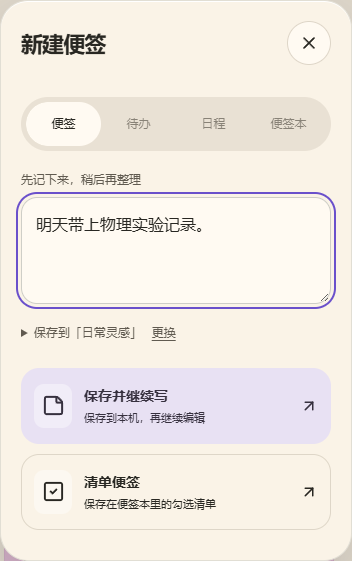 新建便签
便签 待办 日程 便签本
先记下来，稍后再整理
明天带上物理实验记录。
▶ 保存到「日常灵感」 更换
保存并继续写
保存到本机，再继续编辑
清单便签
保存在便签本里的勾选清单